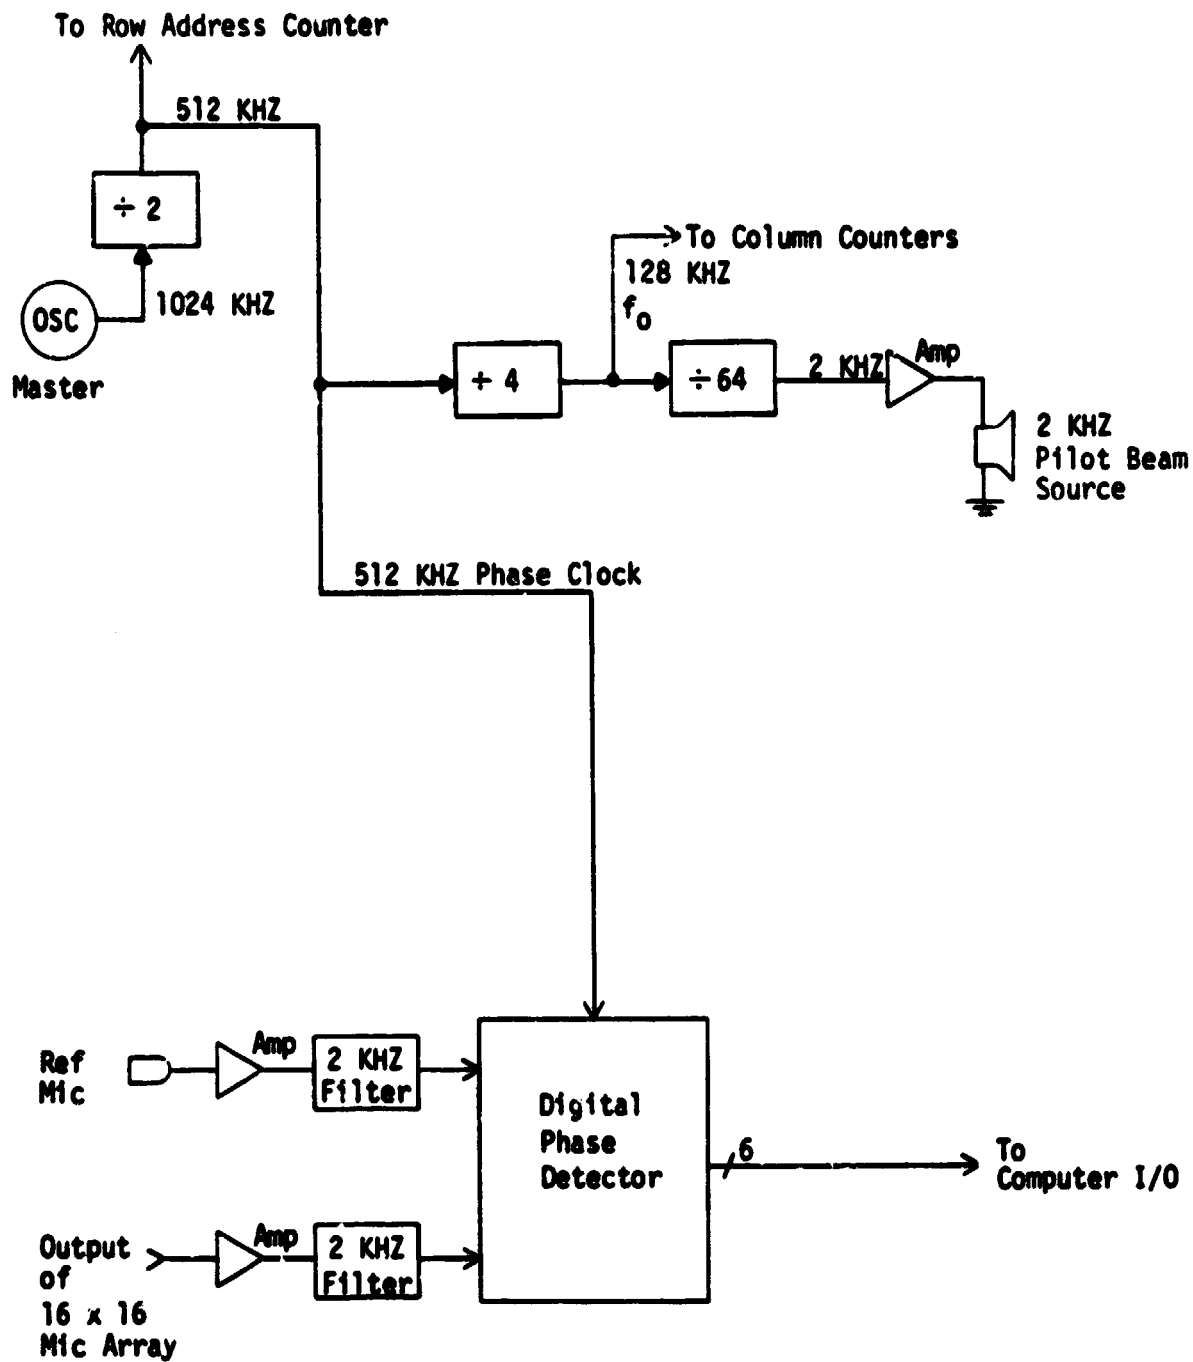 To Row Address Counter
512 KHZ
÷ 2
OSC
1024 KHZ
Master
To Column Counters
128 KHZ
fo
÷ 4
÷ 64
2 KHZ
Amp
2 KHZ
Pilot Beam
Source
512 KHZ Phase Clock
Ref
Mic
Amp
2 KHZ
Filter
Digital
Phase
Detector
6
To
Computer I/O
Output
of
16 x 16
Mic Array
Amp
2 KHZ
Filter